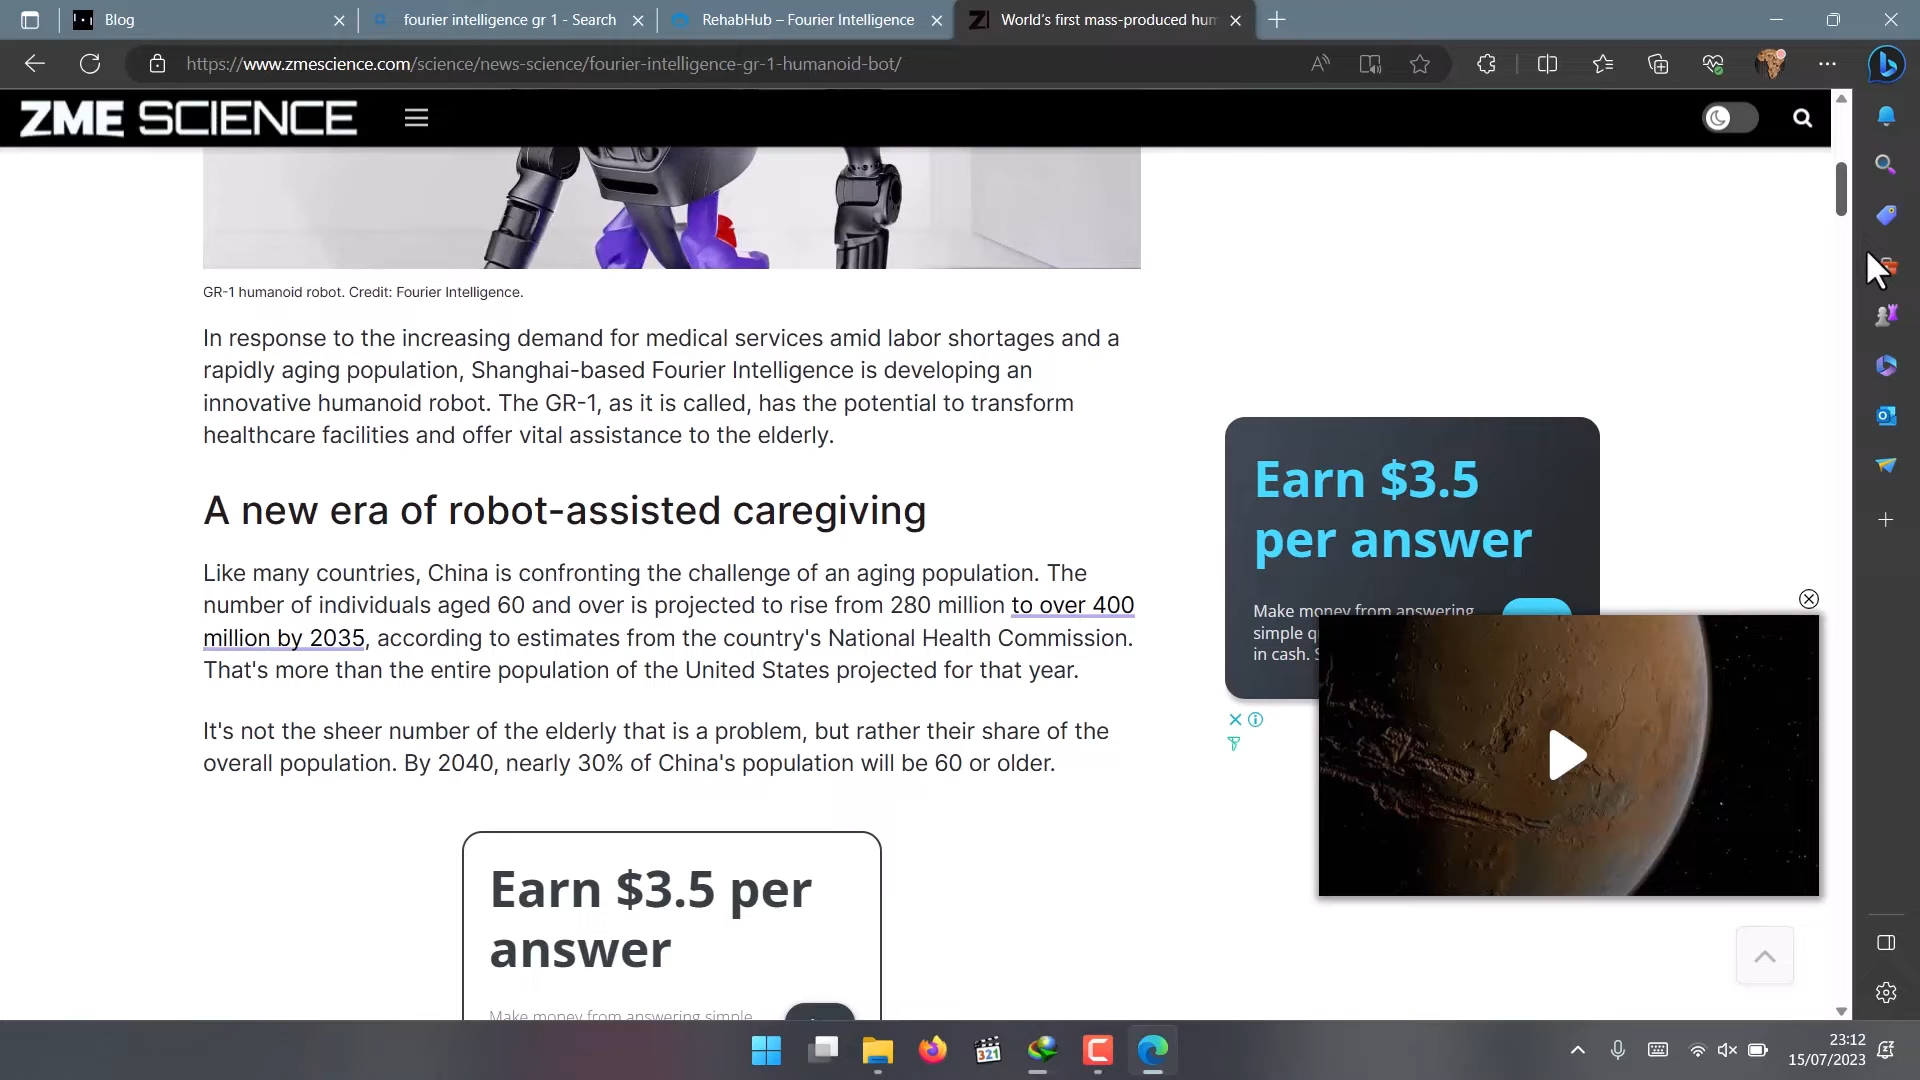 Blog
fourier intelligence gr 1 - Search
RehabHub – Fourier Intelligence
World's first mass-produced hum
https://www.zmescience.com/science/news-science/fourier-intelligence-gr-1-humanoid-bot/
ZME SCIENCE
GR-1 humanoid robot. Credit: Fourier Intelligence.
In response to the increasing demand for medical services amid labor shortages and a
rapidly aging population, Shanghai-based Fourier Intelligence is developing an
innovative humanoid robot. The GR-1, as it is called, has the potential to transform
healthcare facilities and offer vital assistance to the elderly.
A new era of robot-assisted caregiving
Like many countries, China is confronting the challenge of an aging population. The
number of individuals aged 60 and over is projected to rise from 280 million to over 400
million by 2035, according to estimates from the country's National Health Commission.
That's more than the entire population of the United States projected for that year.
It's not the sheer number of the elderly that is a problem, but rather their share of the
overall population. By 2040, nearly 30% of China's population will be 60 or older.
Earn $3.5
per answer
Make money from answering
simple
in cash.
Earn $3.5 per
answer
Make money from answering simple
321
23:12
15/07/2023